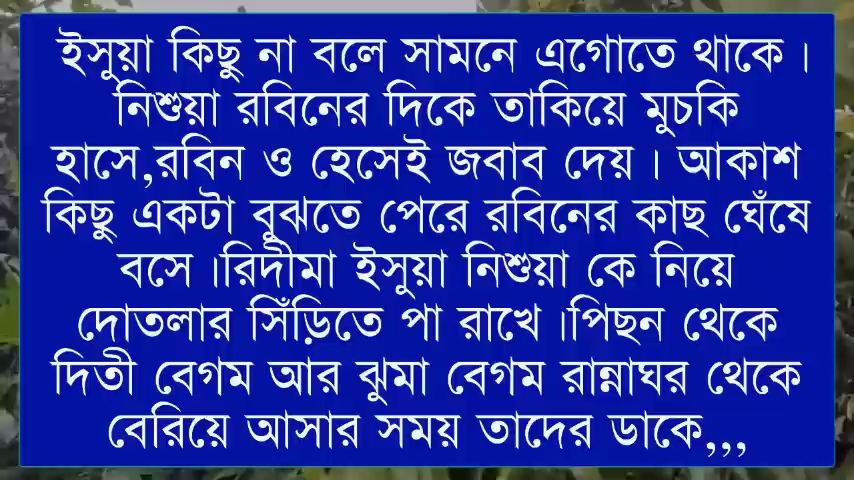 ইসুয়া কিছু না বলে সামনে এগোতে থাকে।
নিশুয়া রবিনের দিকে তাকিয়ে মুচকি
হাসে,রবিন ও হেসেই জবাব দেয়। আকাশ
কিছু একটা বুঝতে পেরে রবিনের কাছ ঘেঁষে
বসে।রিদীমা ইসুয়া নিশুয়া কে নিয়ে
দোতলার সিঁড়িতে পা রাখে।পিছন থেকে
দিতী বেগম আর ঝুমা বেগম রান্নাঘর থেকে
বেরিয়ে আসার সময় তাদের ডাকে,,,